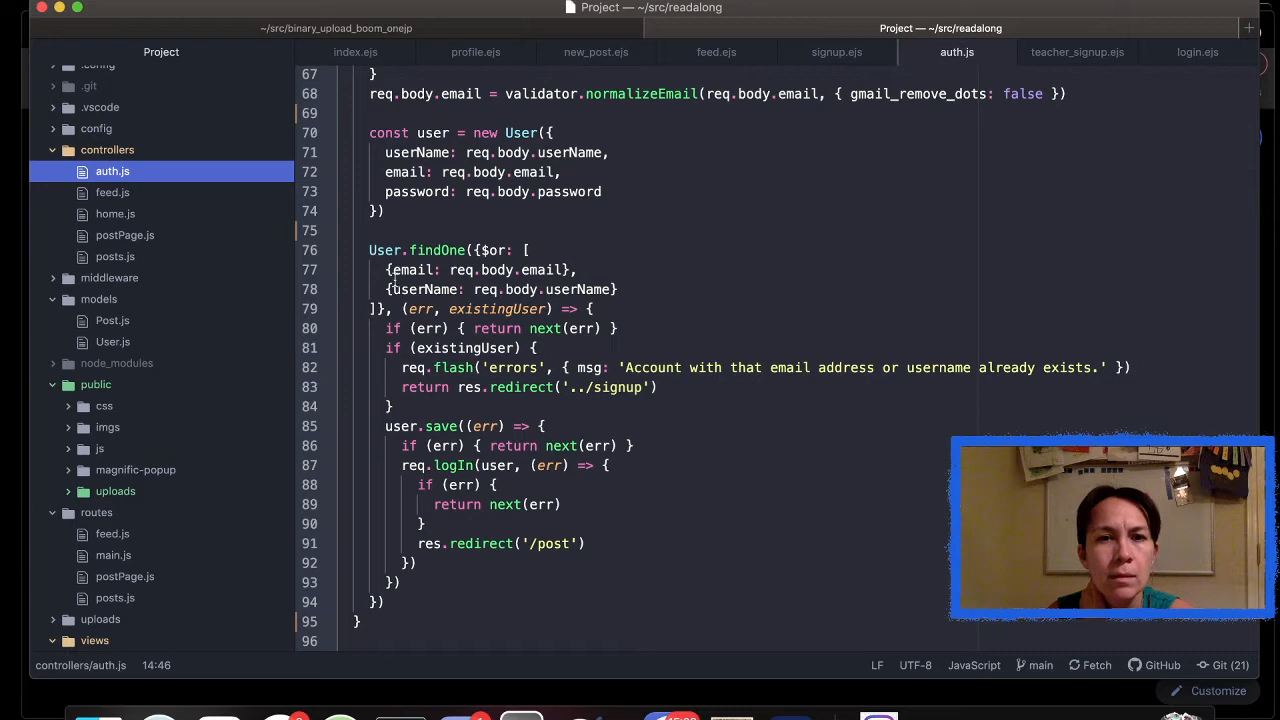 Project — ~/src/readalong
~/src/binary_upload_boom_onejp
Project — ~/src/readalong
Project
index.ejs
profile.ejs
new_post.ejs
feed.ejs
signup.ejs
auth.js
teacher_signup.ejs
login.ejs
.config
.git
.vscode
config
controllers
auth.js
feed.js
home.js
postPage.js
posts.js
middleware
models
Post.js
User.js
node_modules
public
css
imgs
js
magnific-popup
uploads
routes
feed.js
main.js
postPage.js
posts.js
uploads
views
67 }
68 req.body.email = validator.normalizeEmail(req.body.email, { gmail_remove_dots: false })
69
70 const user = new User({
71 userName: req.body.userName,
72 email: req.body.email,
73 password: req.body.password
74 })
75
76 User.findOne({$or: [
77 {email: req.body.email},
78 {userName: req.body.userName}
79 ]}, (err, existingUser) => {
80 if (err) { return next(err) }
81 if (existingUser) {
82 req.flash('errors', { msg: 'Account with that email address or username already exists.' })
83 return res.redirect('../signup')
84 }
85 user.save((err) => {
86 if (err) { return next(err) }
87 req.logIn(user, (err) => {
88 if (err) {
89 return next(err)
90 }
91 res.redirect('/post')
92 })
93 })
94 })
95 }
96
controllers/auth.js 14:46
LF UTF-8 JavaScript main Fetch GitHub Git (21)
Customize